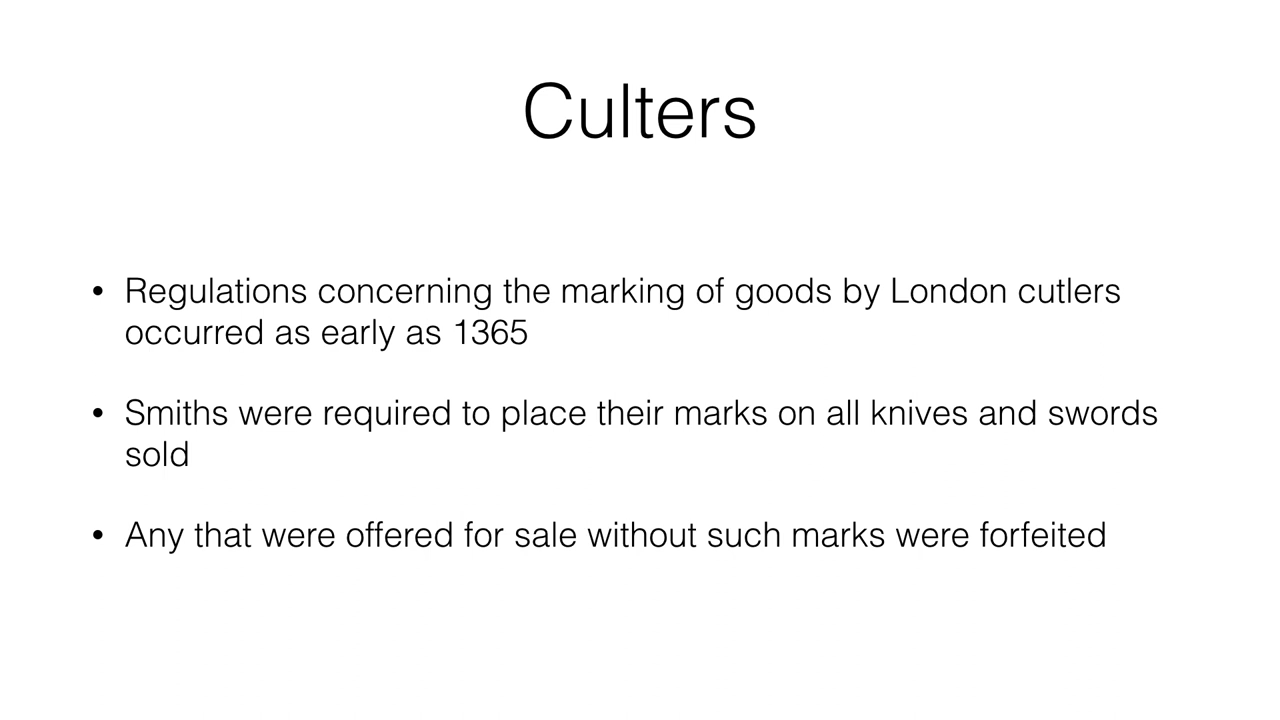 Culters
• Regulations concerning the marking of goods by London cutlers
occurred as early as 1365
• Smiths were required to place their marks on all knives and swords
sold
• Any that were offered for sale without such marks were forfeited